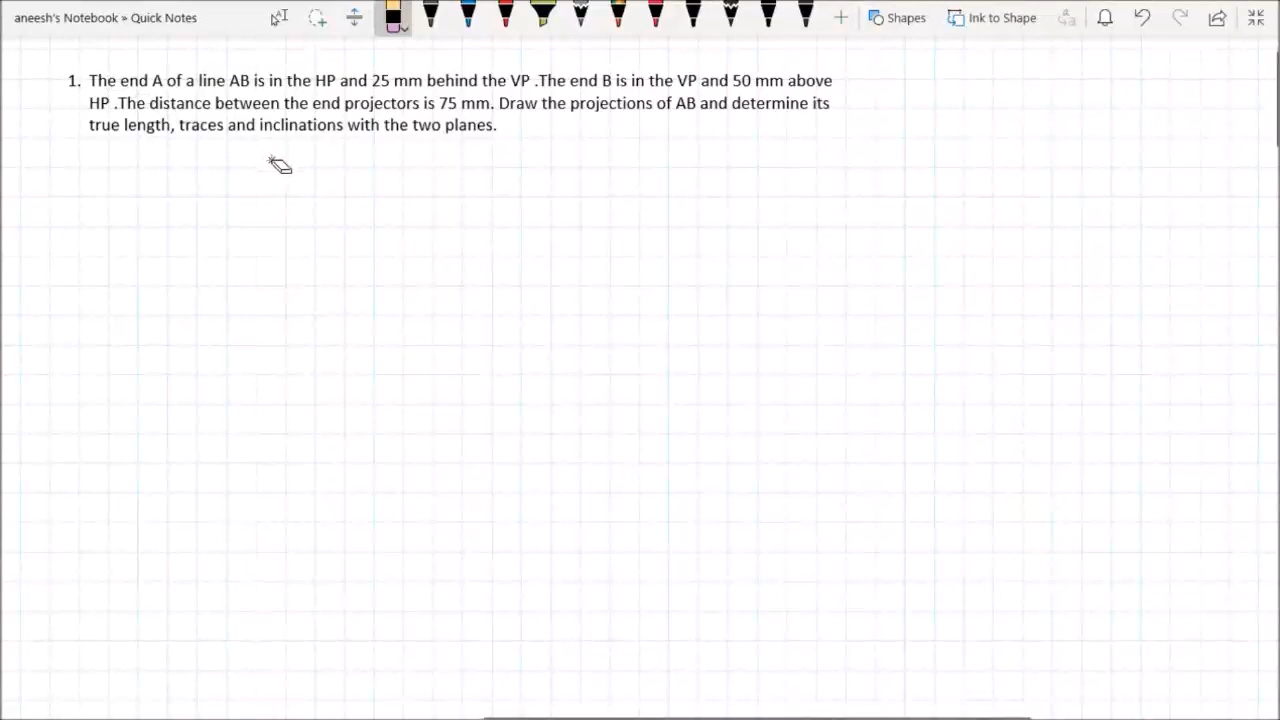 aneesh's Notebook » Quick Notes
Shapes
Ink to Shape
1. The end A of a line AB is in the HP and 25 mm behind the VP .The end B is in the VP and 50 mm above
HP .The distance between the end projectors is 75 mm. Draw the projections of AB and determine its
true length, traces and inclinations with the two planes.